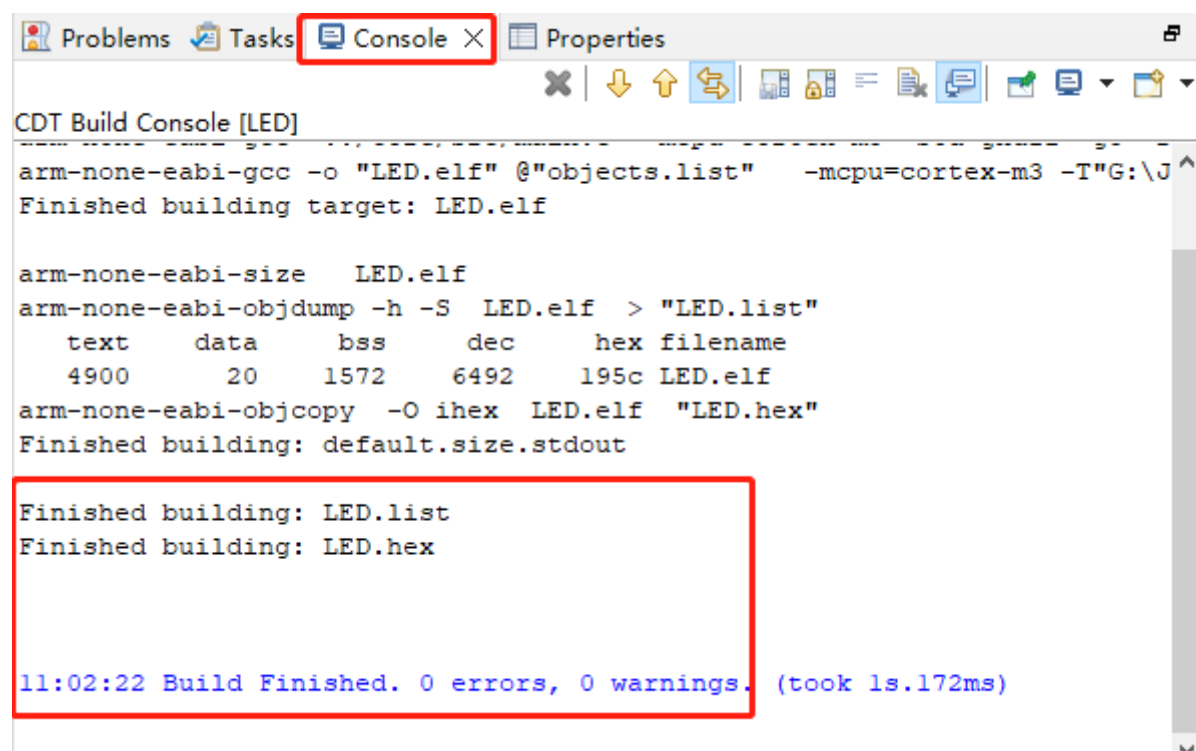 Problems Tasks Console Properties
CDT Build Console [LED]
arm-none-eabi-gcc -o "LED.elf" @"objects.list"   -mcpu=cortex-m3 -T"G:\J
Finished building target: LED.elf
arm-none-eabi-size   LED.elf
arm-none-eabi-objdump -h -S  LED.elf  > "LED.list"
   text    data     bss     dec     hex filename
   4900      20    1572    6492    195c LED.elf
arm-none-eabi-objcopy  -O ihex  LED.elf  "LED.hex"
Finished building: default.size.stdout
Finished building: LED.list
Finished building: LED.hex
11:02:22 Build Finished. 0 errors, 0 warnings. (took 1s.172ms)